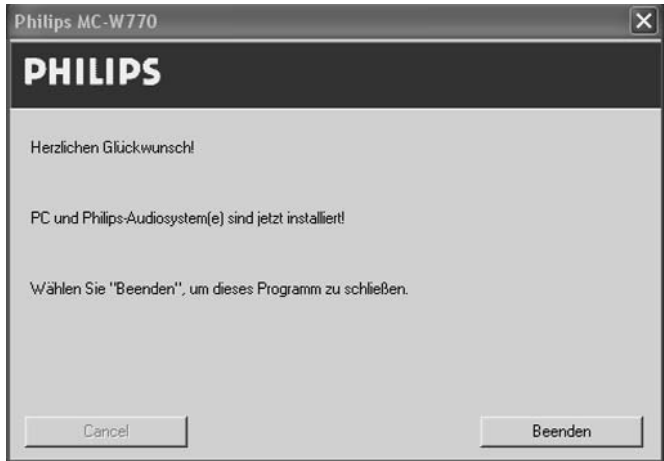 Philips MC-W770
PHILIPS
Herzlichen Glückwunsch!
PC und Philips-Audiosystem(e) sind jetzt installiert!
Wählen Sie "Beenden", um dieses Programm zu schließen.
Cancel
Beenden